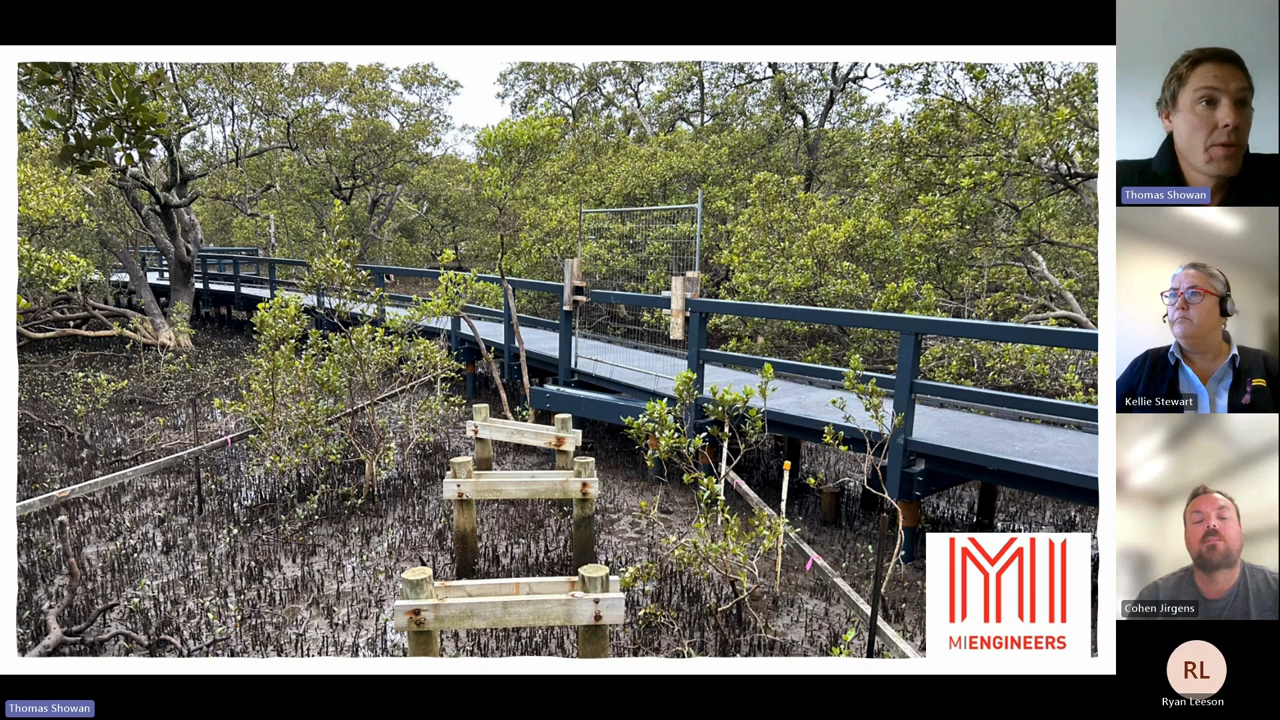 Thomas Showan
Kellie Stewart
Cohen Jirgens
RL
Ryan Leeson
MIENGINEERS
Thomas Showan